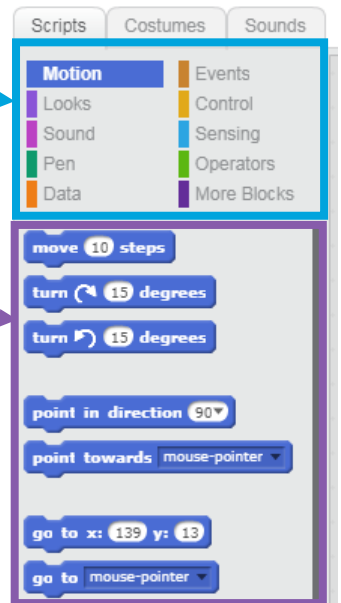 Scripts Costumes Sounds
Motion Events
Looks Control
Sound Sensing
Pen Operators
Data More Blocks
move 10 steps
turn 15 degrees
turn 15 degrees
point in direction 90
point towards mouse-pointer
go to x: 139 y: 13
go to mouse-pointer